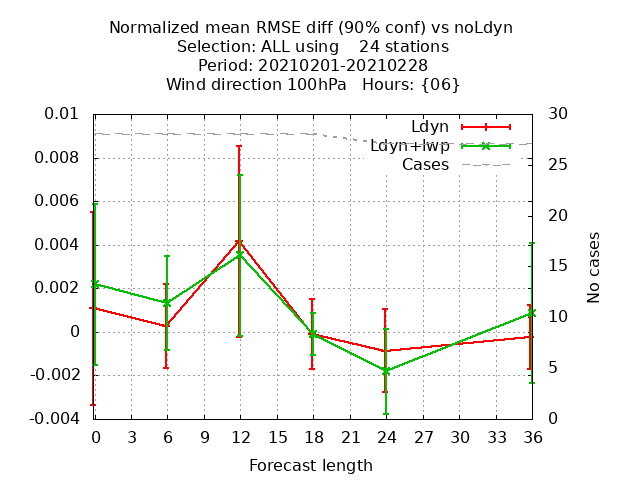 Normalized mean RMSE diff (90% conf) vs noLdyn
Selection: ALL using    24 stations
Period: 20210201-20210228
Wind direction 100hPa   Hours: {06}
0.01
0.008
0.006
0.004
0.002
0
-0.002
-0.004
30
25
20
15
10
5
0
Ldyn
Ldyn+lwp
Cases
No cases
0 3 6 9 12 15 18 21 24 27 30 33 36
Forecast length